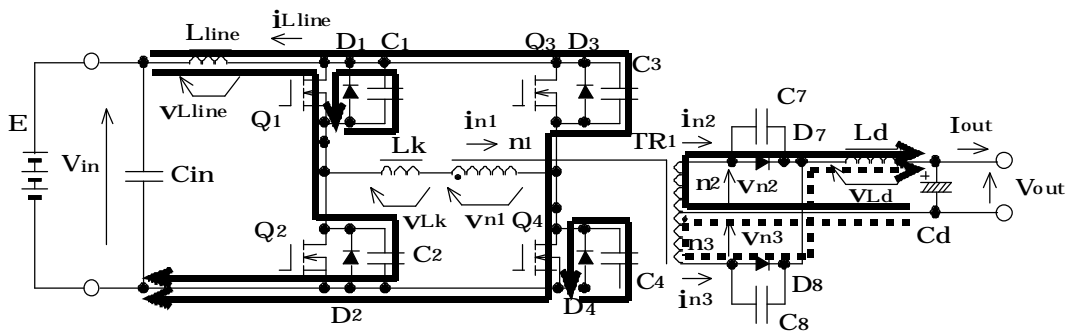 iLline
Lline
D1 C1 Q3 D3
C3
C7
vLline
Q1
E
in1 n1
TR1
in2
D7 Ld Iout
Lk
Vin
Cin
n2
vn2
vLd
+
Vout
vLk vn1
Q2
Q4
n3
vn3
Cd
C2
C4
in3
D2
D4
D8
C8